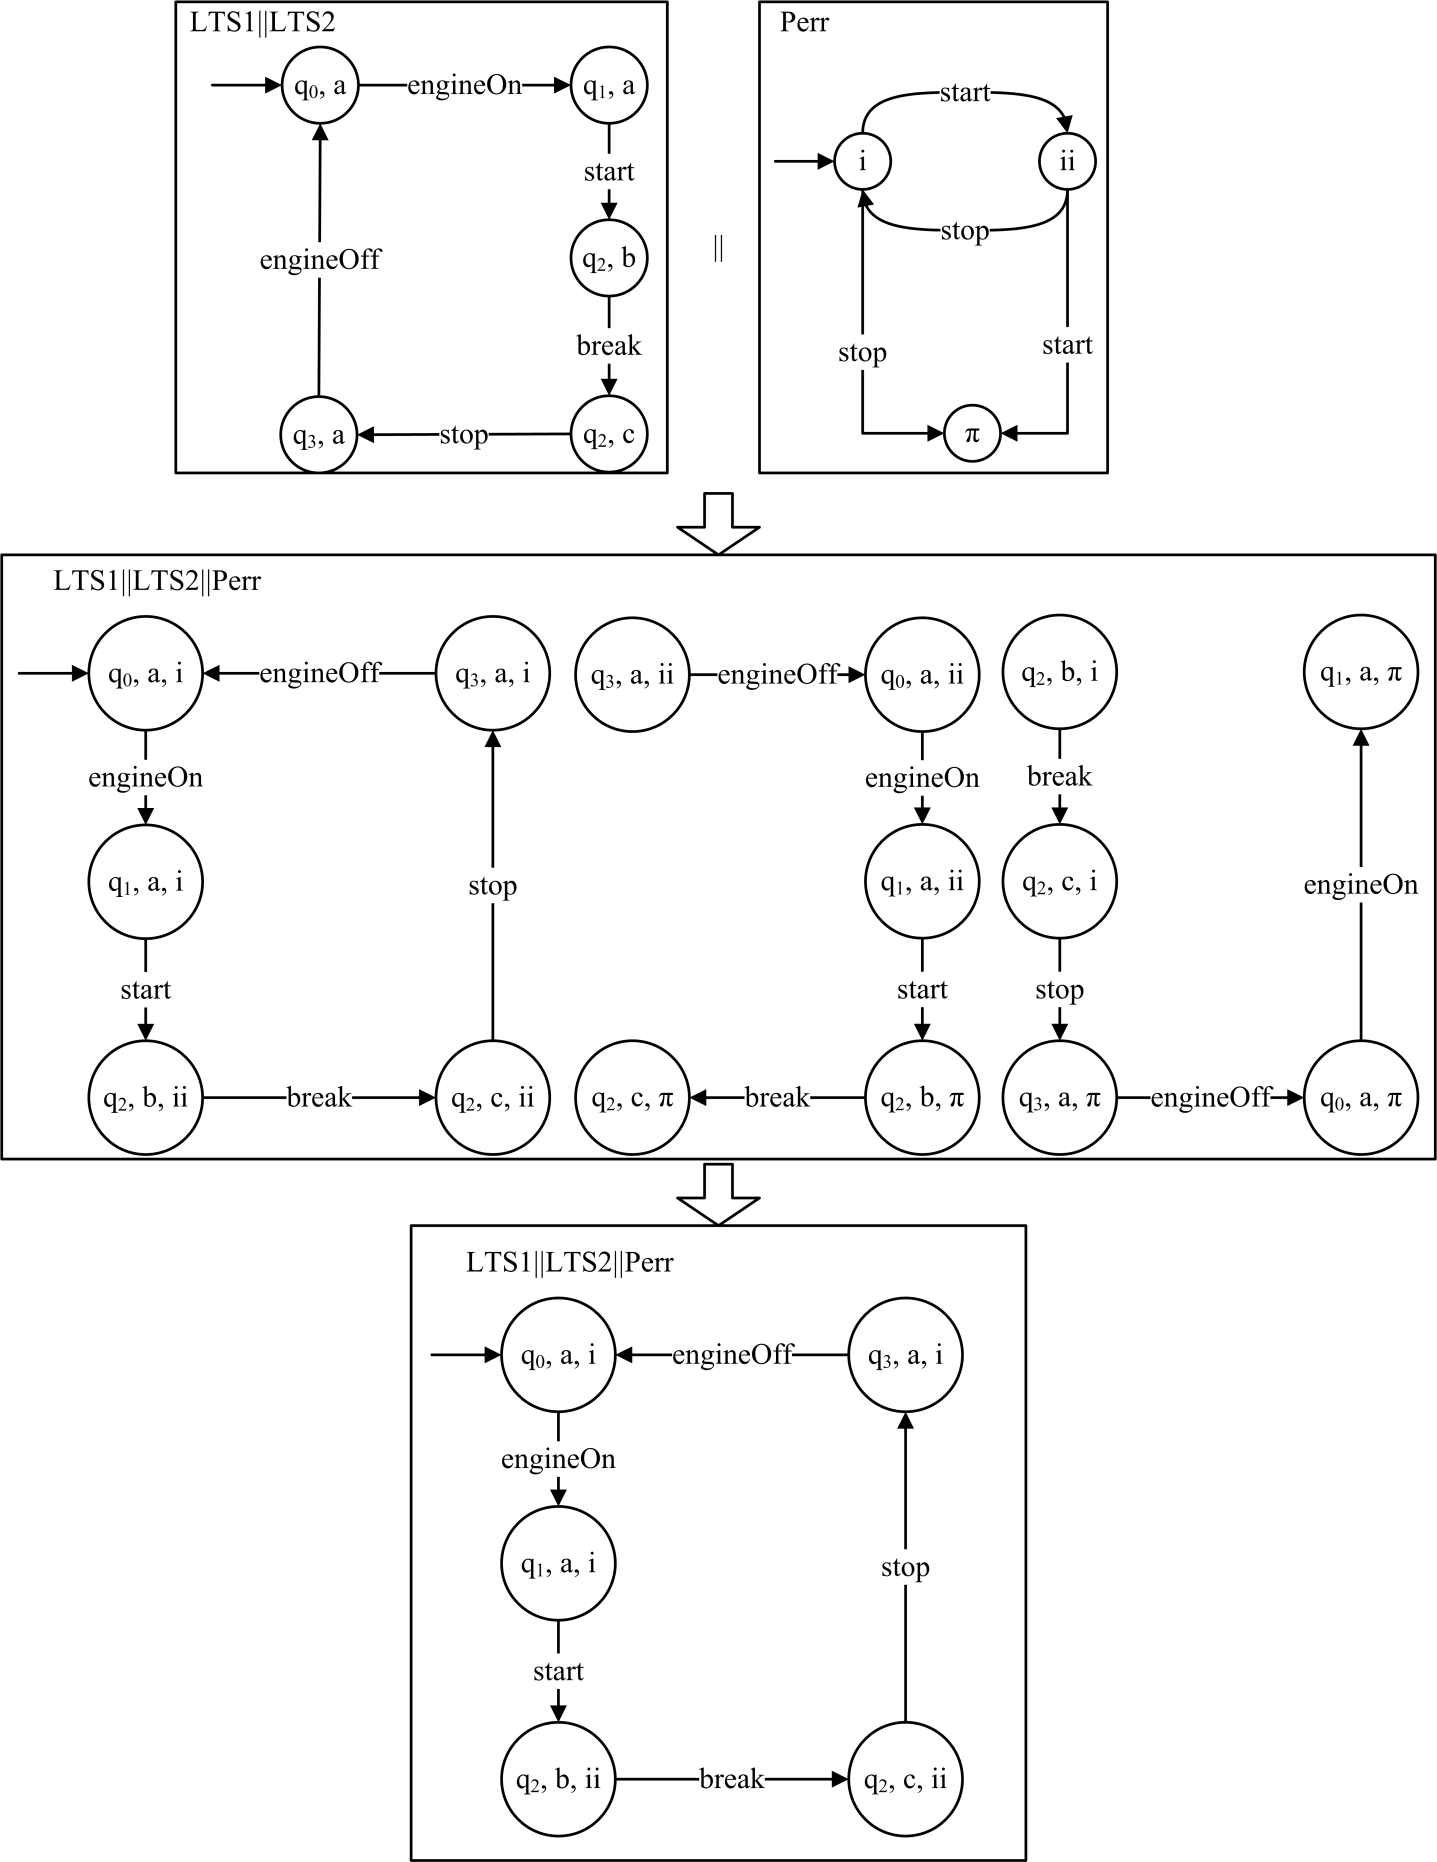 LTS1||LTS2
q0, a
engineOn
q1, a
start
q2, b
break
q2, c
stop
q3, a
engineOff
||
Perr
start
i
ii
stop
stop
start
π
LTS1||LTS2||Perr
q0, a, i
engineOff
q3, a, i
q3, a, ii
engineOff
q0, a, ii
q2, b, i
q1, a, π
engineOn
engineOn
break
q1, a, i
stop
q1, a, ii
q2, c, i
engineOn
start
start
stop
q2, b, ii
break
q2, c, ii
q2, c, π
break
q2, b, π
q3, a, π
engineOff
q0, a, π
LTS1||LTS2||Perr
q0, a, i
engineOff
q3, a, i
engineOn
q1, a, i
stop
start
q2, b, ii
break
q2, c, ii